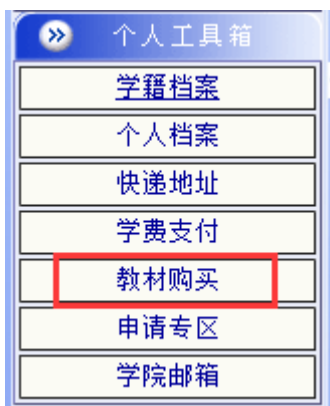 个人工具箱
学籍档案
个人档案
快递地址
学费支付
教材购买
申请专区
学院邮箱